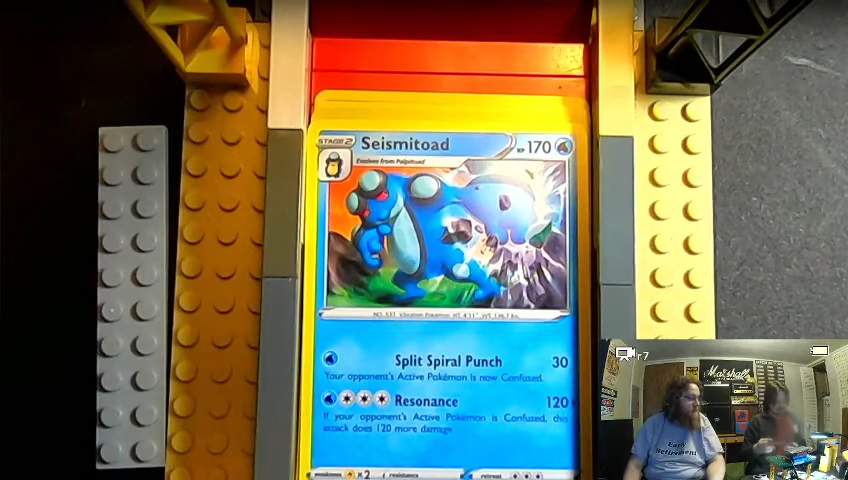 STAGE 2
Seismitoad
HP 170
Evolves from Palpitoad
NO. 537 Vibration Pokémon HT. 4'11" WT. 136.7 lbs.
Split Spiral Punch 30
Your opponent's Active Pokémon is now Confused.
Resonance 120
If your opponent's Active Pokémon is Confused, this
attack does 120 more damage.
weakness ×2 resistance retreat
r7
Marshall
Early
Retirement